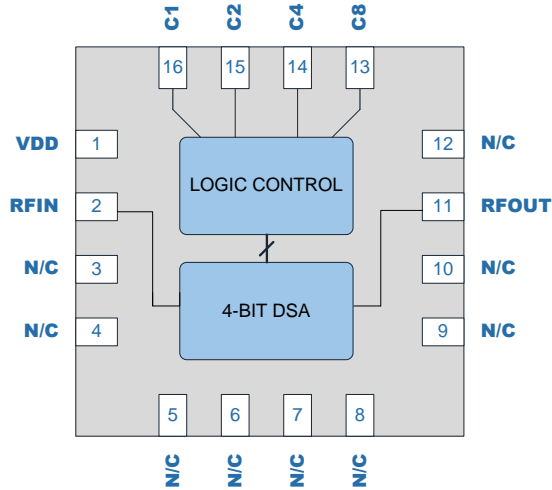 C1 C2 C4 C8
16 15 14 13
VDD 1 12 N/C
LOGIC CONTROL
RFIN 2 11 RFOUT
N/C 3 10 N/C
4-BIT DSA
N/C 4 9 N/C
5 6 7 8
N/C N/C N/C N/C